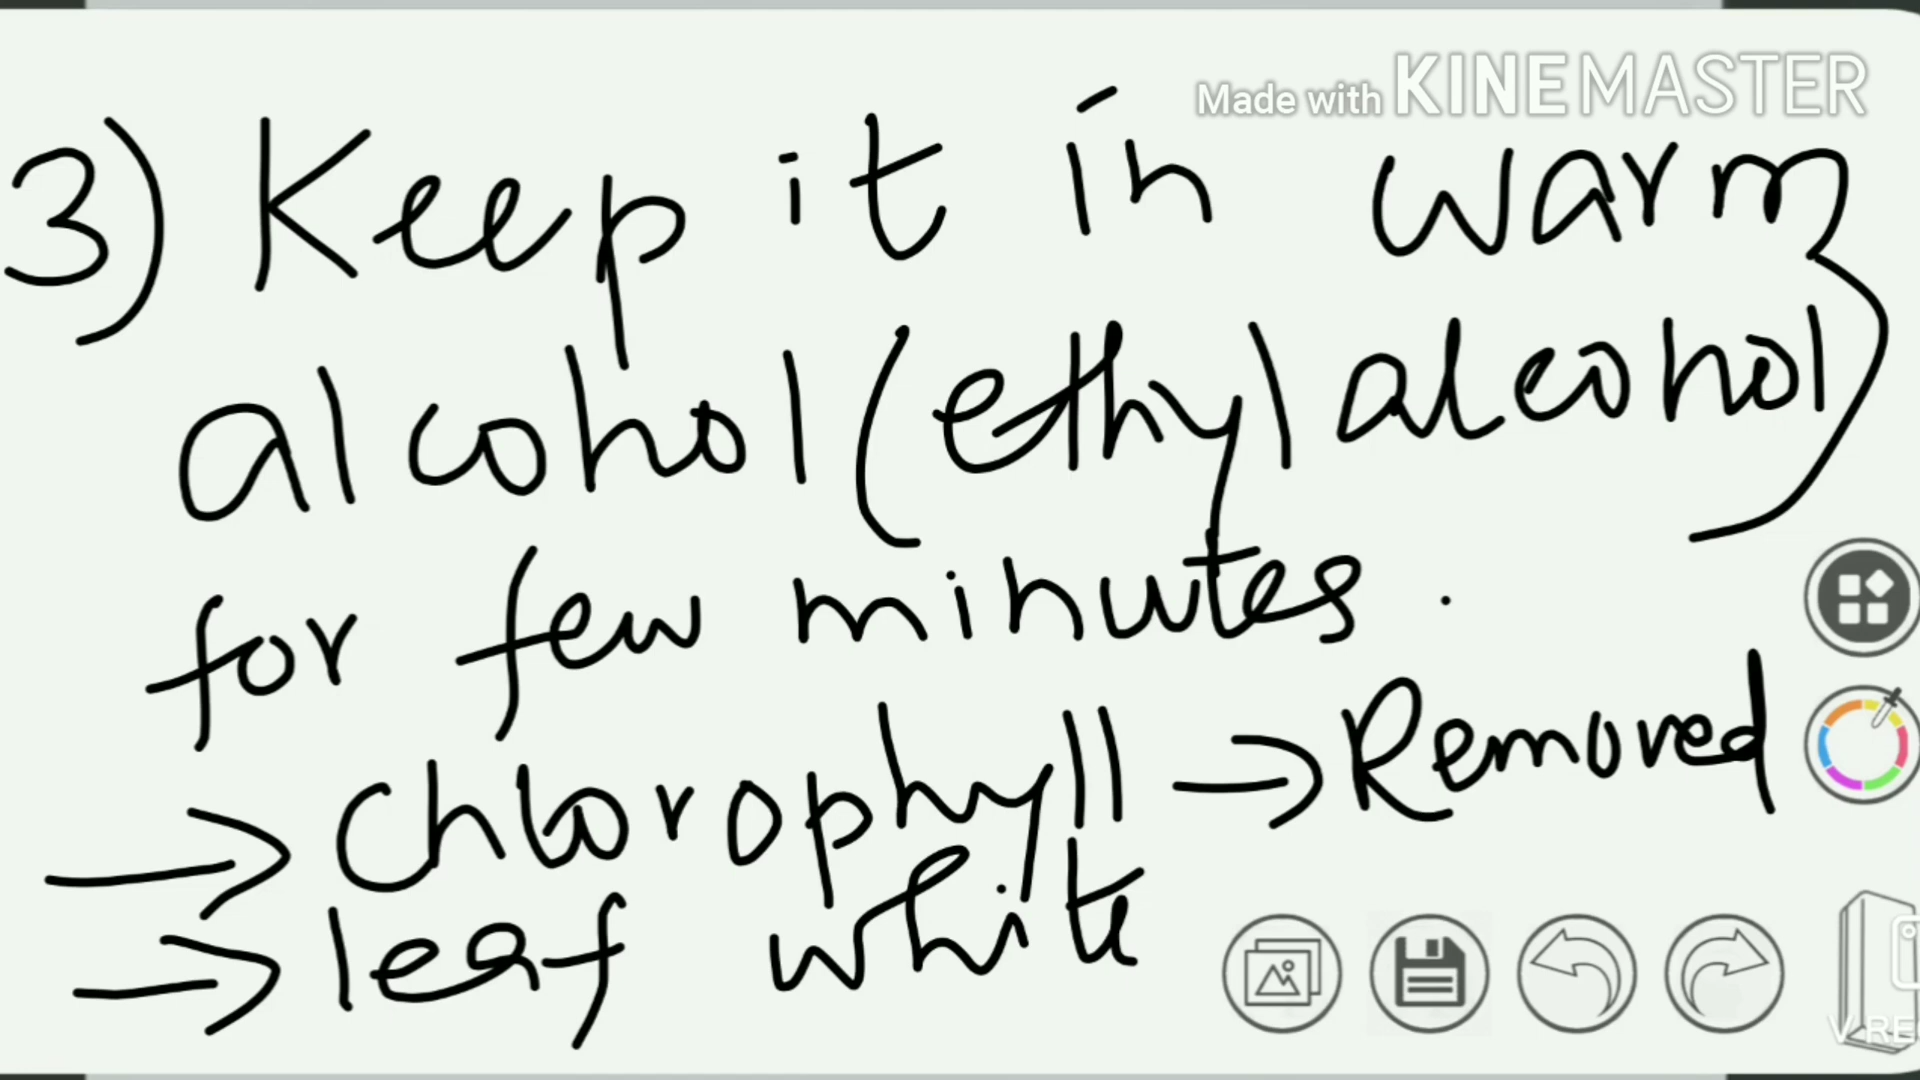 Made with KINEMASTER
3) Keep it in warm
alcohol (ethyl alcohol)
for few minutes.
→ Chlorophyll → Removed
→ leaf white